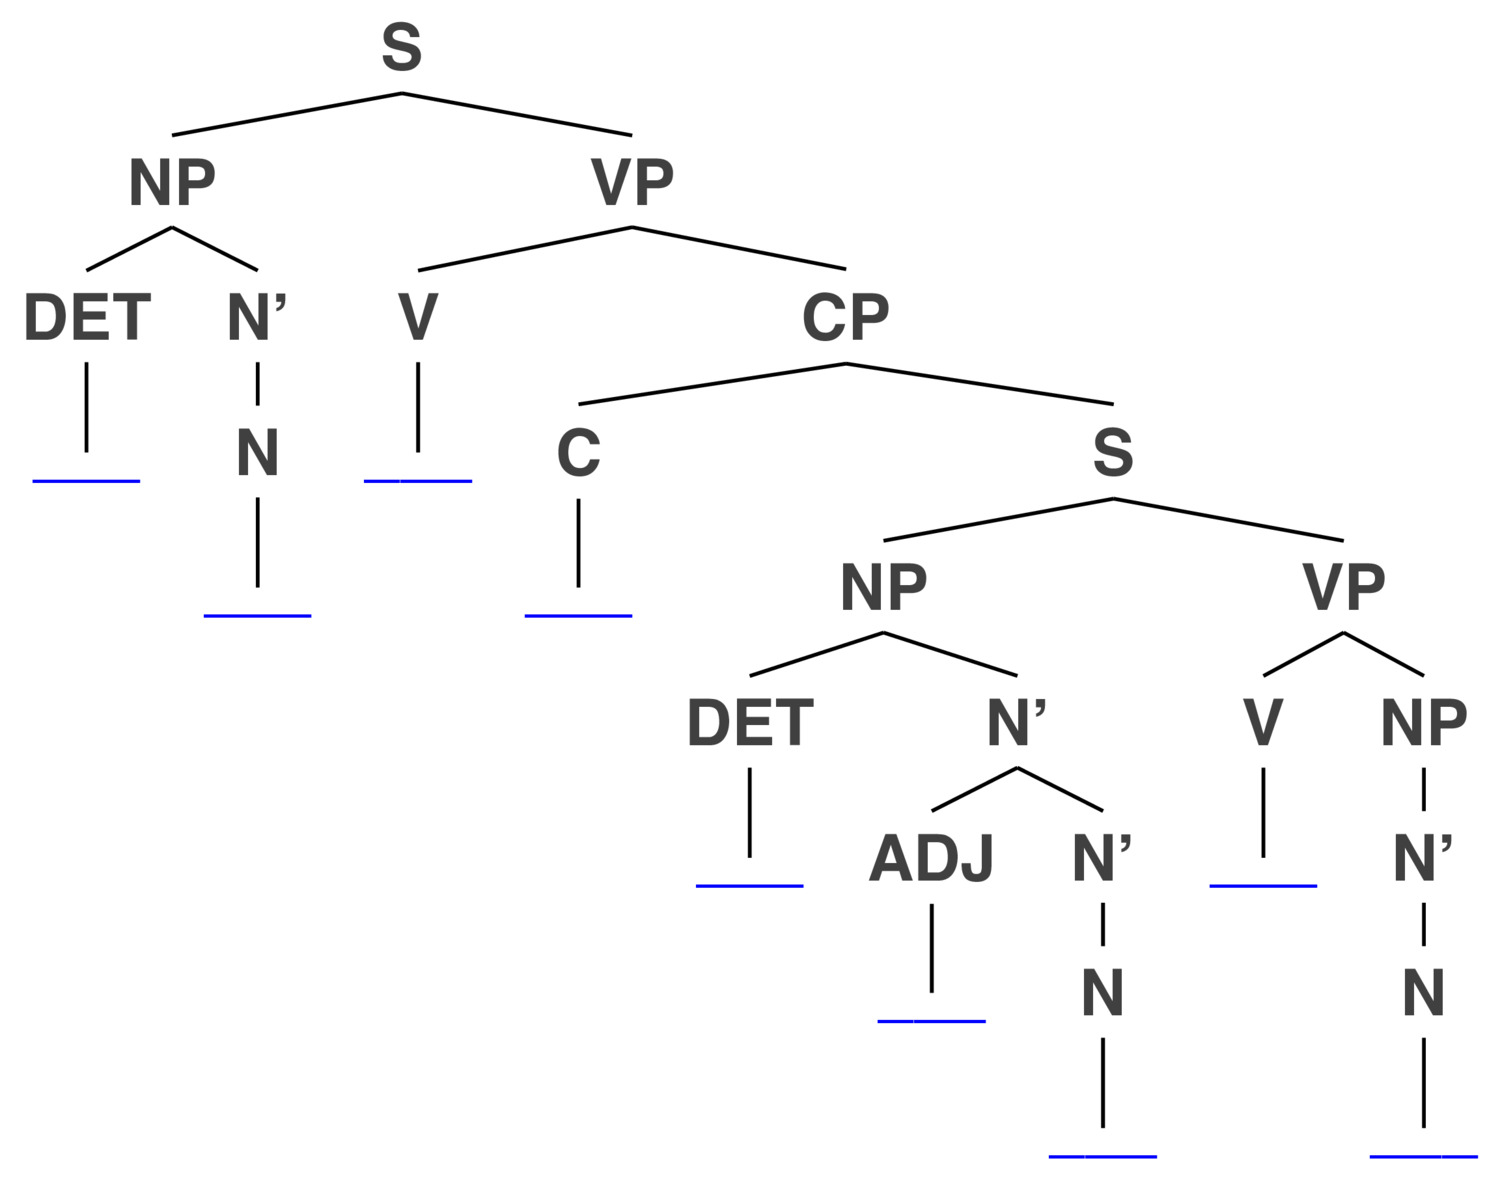 S
NP VP
DET N’ V CP
N C S
NP VP
DET N’ V NP
ADJ N’ N’
N N